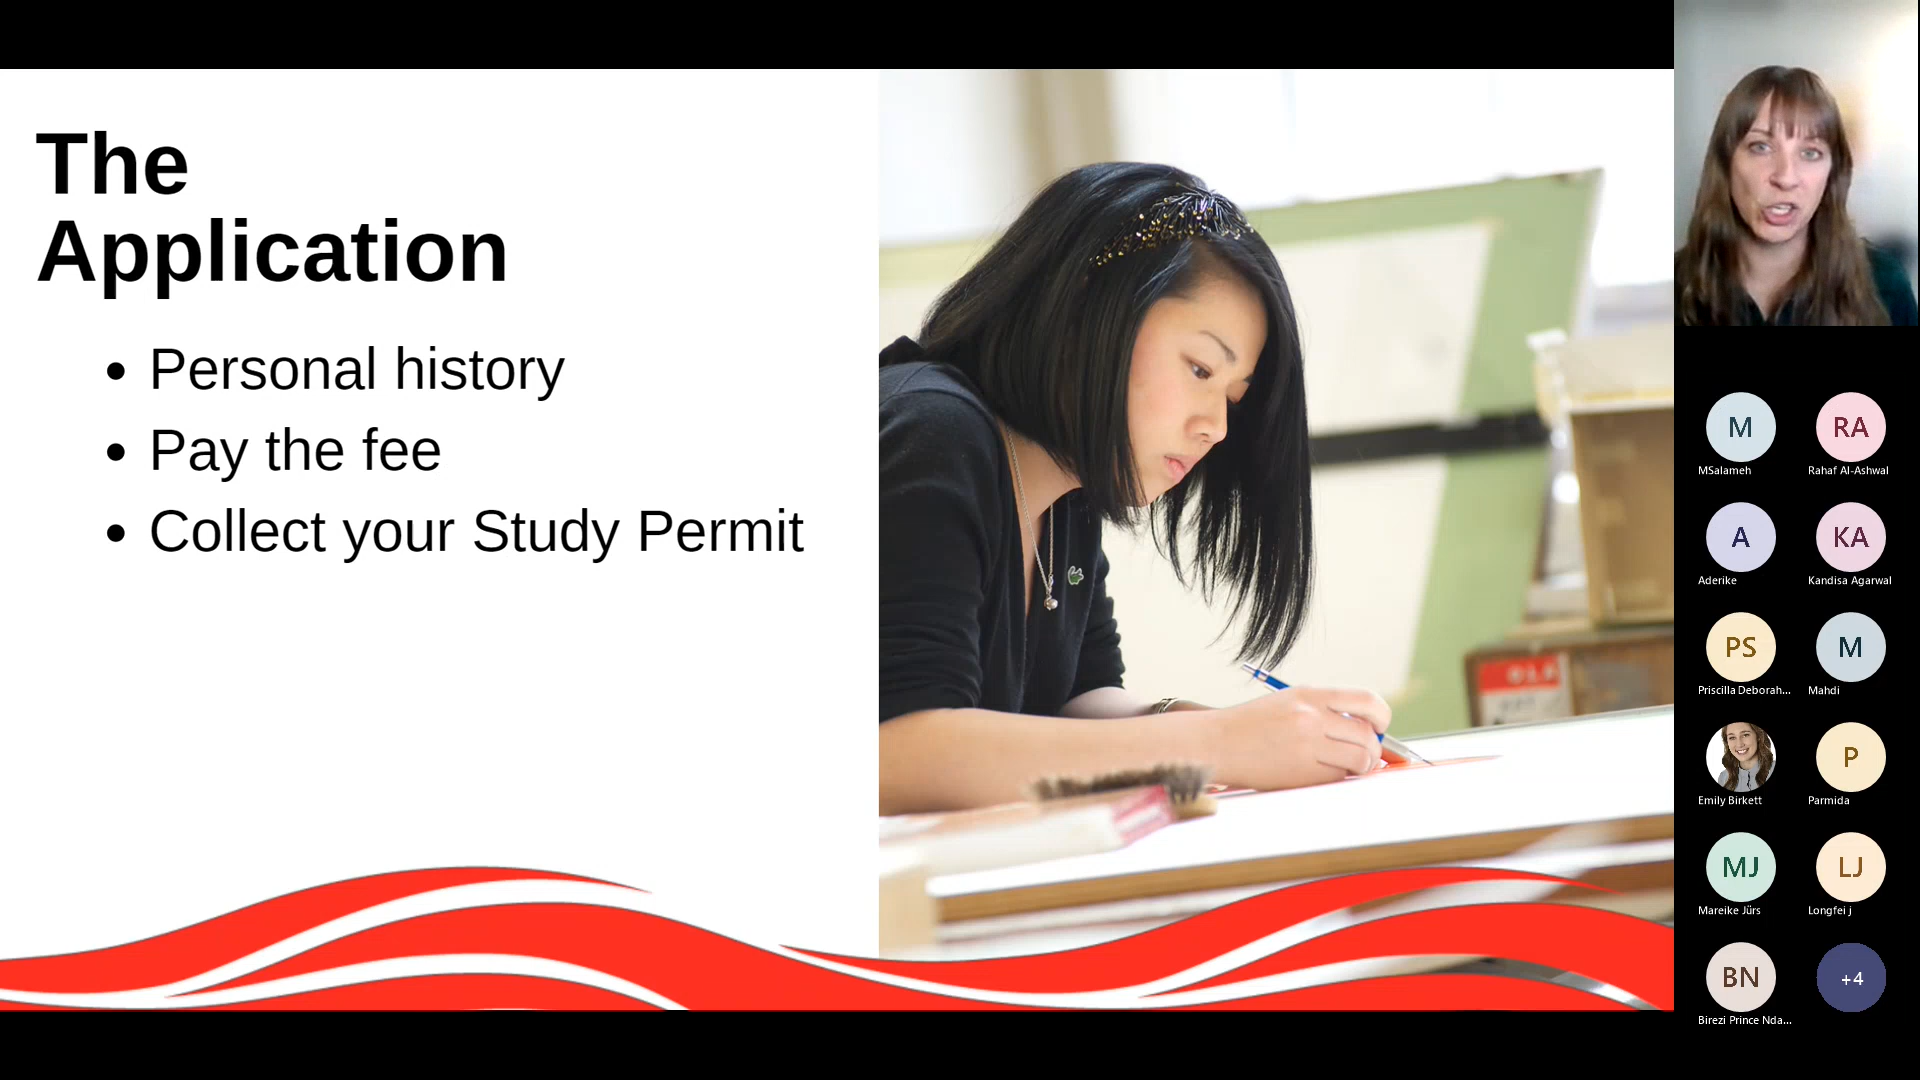 The
Application
• Personal history
• Pay the fee
• Collect your Study Permit
M
MSalameh
RA
Rahaf Al-Ashwal
A
Aderike
KA
Kandisa Agarwal
PS
Priscilla Deborah...
M
Mahdi
Emily Birkett
P
Parmida
MJ
Mareike Jürs
LJ
Longfei j
BN
Birezi Prince Nda...
+4